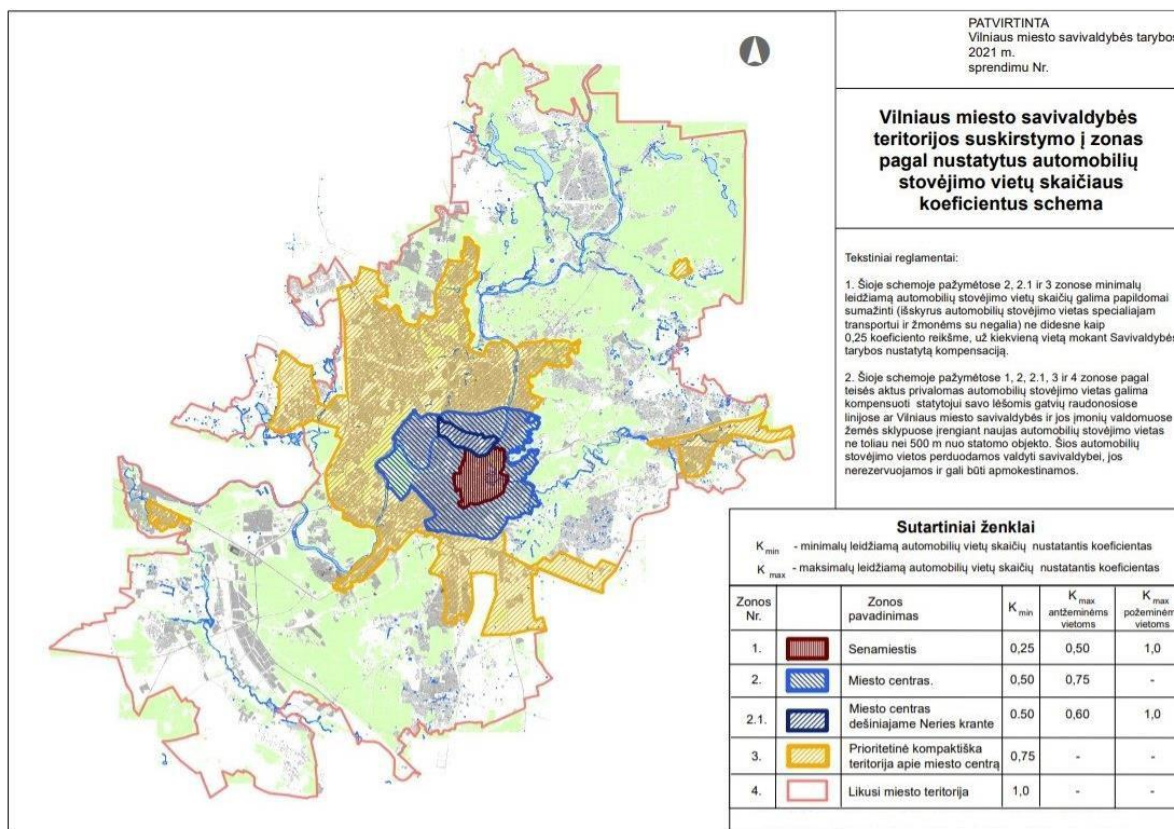 PATVIRTINTA
Vilniaus miesto savivaldybės tarybos
2021 m.
sprendimu Nr.
Vilniaus miesto savivaldybės
teritorijos suskirstymo į zonas
pagal nustatytus automobilių
stovėjimo vietų skaičiaus
koeficientus schema
Tekstiniai reglamentai:
1. Šioje schemoje pažymėtose 2, 2.1 ir 3 zonose minimalų
leidžiamą automobilių stovėjimo vietų skaičių galima papildomai
sumažinti (išskyrus automobilių stovėjimo vietas specialiajam
transportui ir žmonėms su negalia) ne didesne kaip
0,25 koeficiento reikšme, už kiekvieną vietą mokant Savivaldybės
tarybos nustatytą kompensaciją.
2. Šioje schemoje pažymėtose 1, 2, 2.1, 3 ir 4 zonose pagal
teisės aktus privalomas automobilių stovėjimo vietas galima
kompensuoti statytojui savo lėšomis gatvių raudonosiose
linijose ar Vilniaus miesto savivaldybė ir jos įmonių valdomuose
žemės sklypuose įrengiant naujas automobilių stovėjimo vietas
ne toliau nei 500 m nuo statomo objekto. Šios automobilių
stovėjimo vietos perduodamos valdyti savivaldybei, jos
nerezervuojamos ir gali būti apmokestinamos.
Sutartiniai ženklai
K min - minimalų leidžiamą automobilių vietų skaičių nustatantis koeficientas
K max - maksimalų leidžiamą automobilių vietų skaičių nustatantis koeficientas
Zonos Nr. Zonos pavadinimas K min K max antžeminėms vietoms K max požeminėm vietoms
1. Senamiestis 0,25 0,50 1,0
2. Miesto centras. 0,50 0,75 -
2.1. Miesto centras dešiniajame Neries krante 0.50 0,60 1,0
3. Prioritetinė kompaktiška teritorija apie miesto centrą 0,75 - -
4. Likusi miesto teritorija 1,0 - -